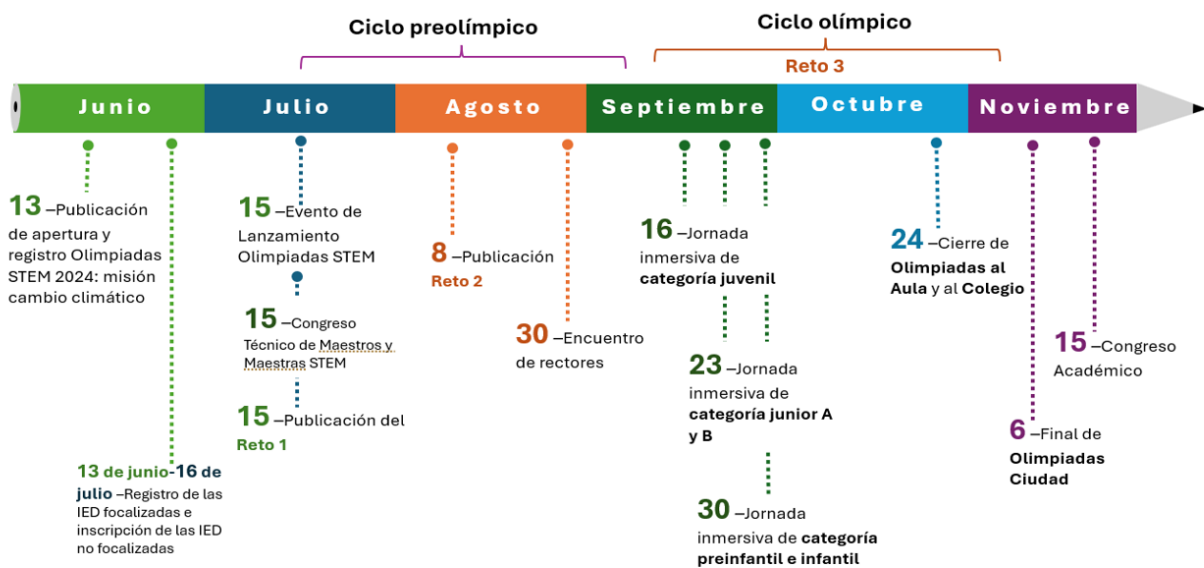 Ciclo preolímpico
Ciclo olímpico
Reto 3
Junio
Julio
Agosto
Septiembre
Octubre
Noviembre
13 –Publicación
de apertura y
registro Olimpiadas
STEM 2024: misión
cambio climático
13 de junio-16 de
julio –Registro de las
IED focalizadas e
inscripción de las IED
no focalizadas
15 –Evento de
Lanzamiento
Olimpiadas STEM
15 –Congreso
Técnico de Maestros y
Maestras STEM
15 –Publicación del
Reto 1
8 –Publicación
Reto 2
30 –Encuentro
de rectores
16 –Jornada
inmersiva de
categoría juvenil
23 –Jornada
inmersiva de
categoría junior A
y B
30 –Jornada
inmersiva de categoría
preinfantil e infantil
24 –Cierre de
Olimpiadas al
Aula y al Colegio
6 –Final de
Olimpiadas
Ciudad
15 –Congreso
Académico